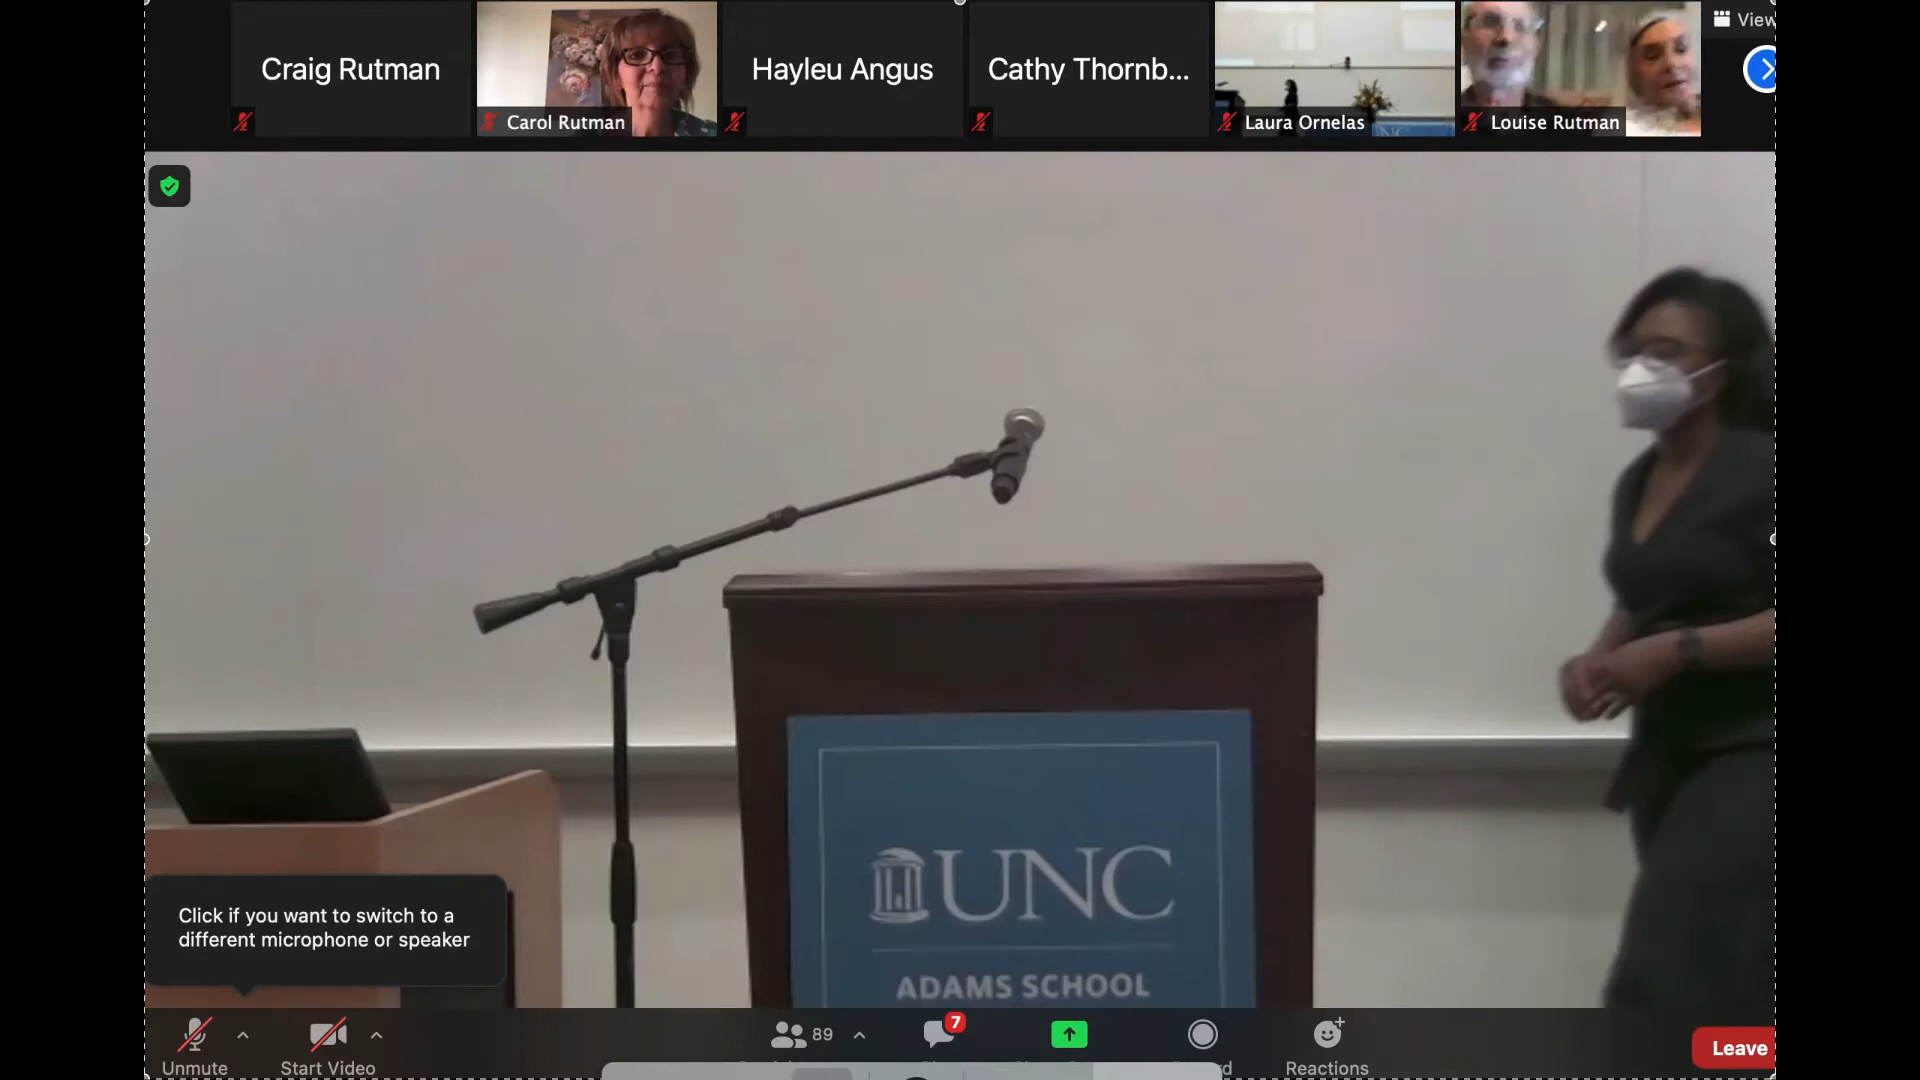 Craig Rutman
Hayleu Angus
Cathy Thornb...
View
Carol Rutman
Laura Ornelas
Louise Rutman
UNC
ADAMS SCHOOL
UNC
Click if you want to switch to a
different microphone or speaker
89
7
Unmute
Start Video
Reactions
Leave